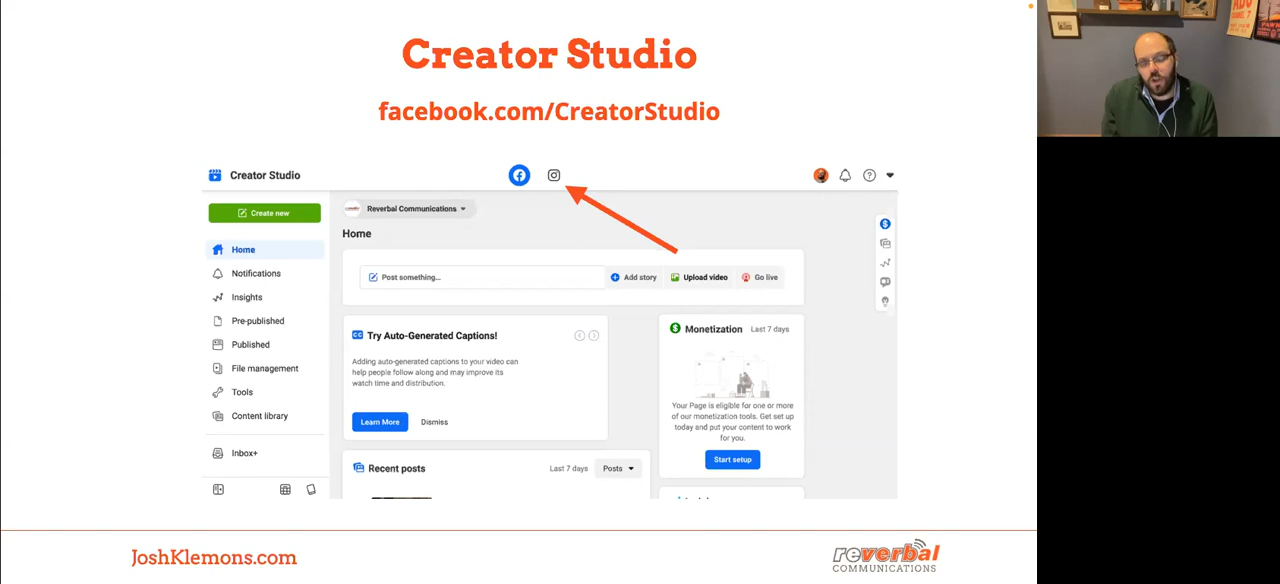 Creator Studio
facebook.com/CreatorStudio
Creator Studio
Create new
Reverbal Communications
Home
Home
Notifications
Insights
Pre-published
Published
File management
Tools
Content library
Inbox+
Post something...
Add story
Upload video
Go live
CC Try Auto-Generated Captions!
Adding auto-generated captions to your video can
help people follow along and may improve its
watch time and distribution.
Learn More
Dismiss
Monetization
Last 7 days
Your Page is eligible for one or more
of our monetization tools. Get set up
today and put your content to work
for you.
Start setup
Recent posts
Last 7 days
Posts
JoshKlemons.com
reverbal
COMMUNICATIONS